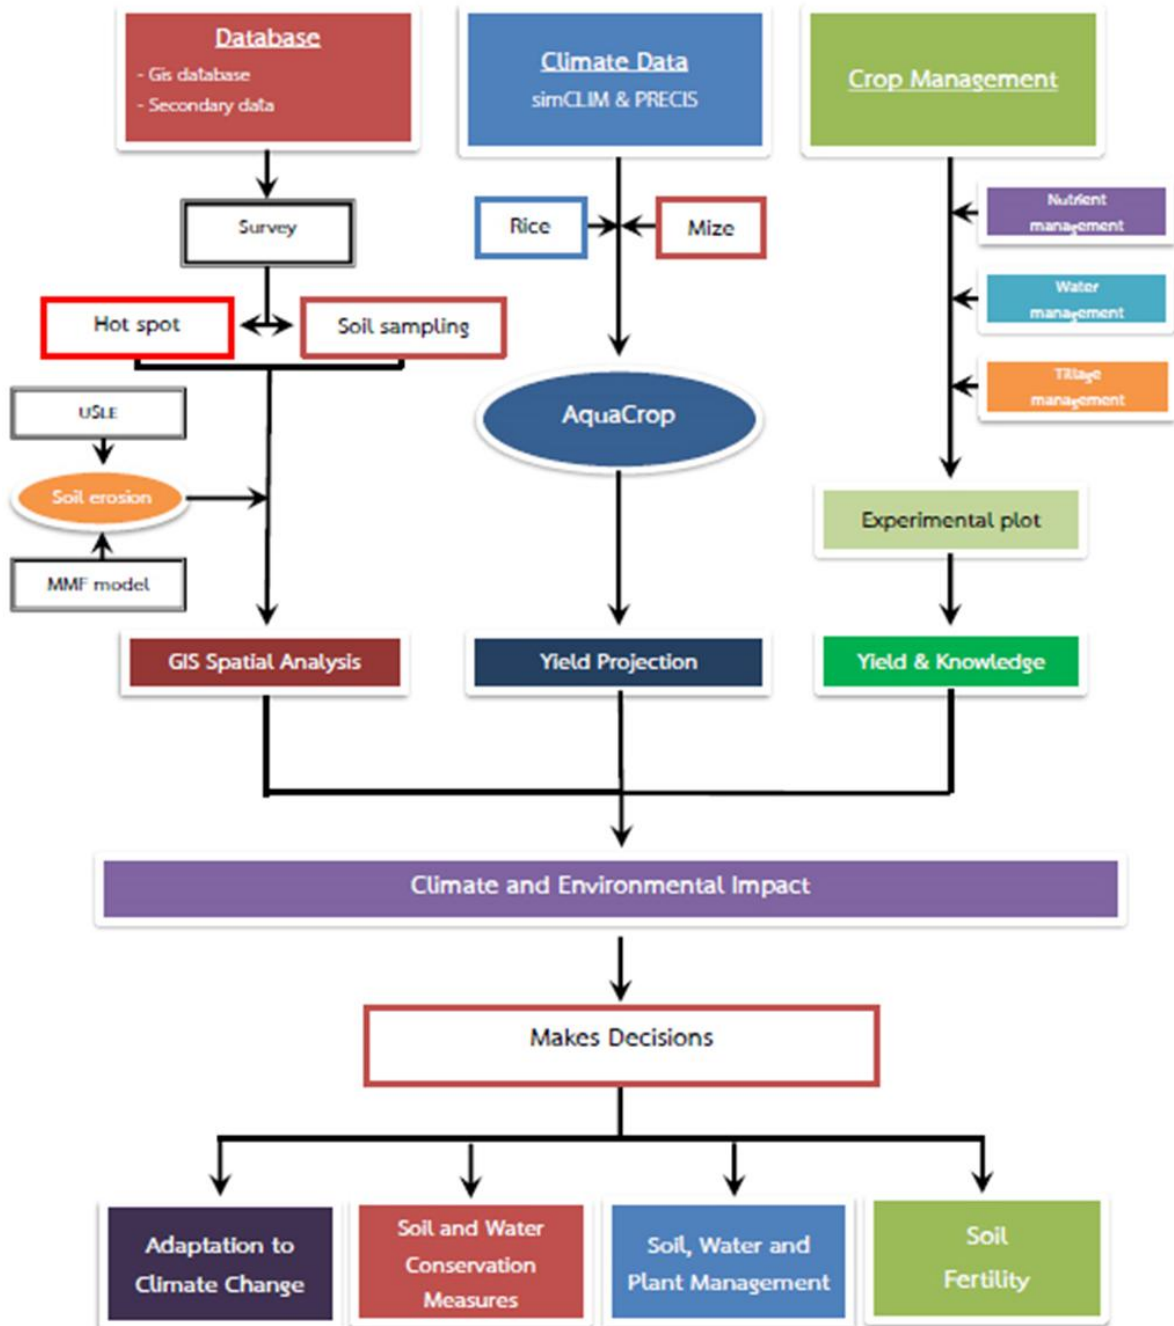 Database
- Gis database
- Secondary data
Climate Data
simCLIM & PRECIS
Crop Management
Survey
Rice
Mize
Nutrient
management
Water
management
Tillage
management
Hot spot
Soil sampling
USLE
Soil erosion
MMF model
AquaCrop
Experimental plot
GIS Spatial Analysis
Yield Projection
Yield & Knowledge
Climate and Environmental Impact
Makes Decisions
Adaptation to
Climate Change
Soil and Water
Conservation
Measures
Soil, Water and
Plant Management
Soil
Fertility